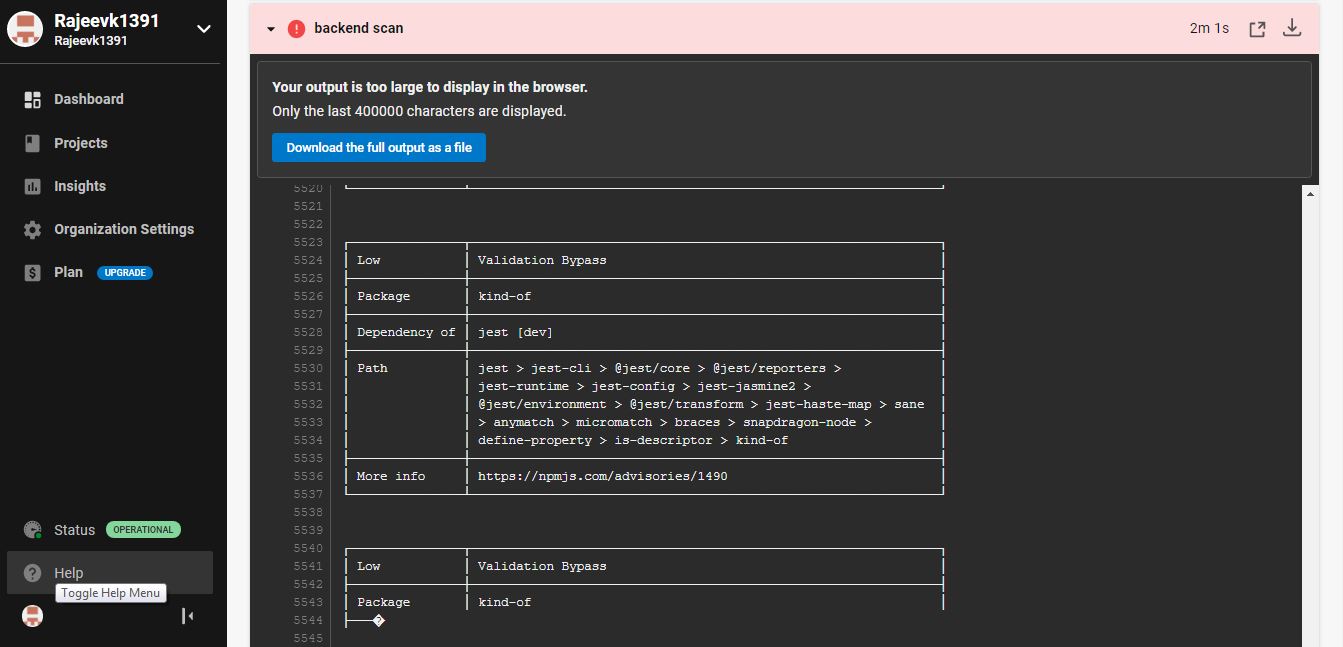 Rajeevk1391
Rajeevk1391
Dashboard
Projects
Insights
Organization Settings
Plan UPGRADE
Status OPERATIONAL
Help
Toggle Help Menu
backend scan 2m 1s
Your output is too large to display in the browser.
Only the last 400000 characters are displayed.
Download the full output as a file
5520
5521
5522
5523
5524 Low Validation Bypass
5525
5526 Package kind-of
5527
5528 Dependency of jest [dev]
5529
5530 Path jest > jest-cli > @jest/core > @jest/reporters >
5531 jest-runtime > jest-config > jest-jasmine2 >
5532 @jest/environment > @jest/transform > jest-haste-map > sane
5533 > anymatch > micromatch > braces > snapdragon-node >
5534 define-property > is-descriptor > kind-of
5535
5536 More info https://npmjs.com/advisories/1490
5537
5538
5539
5540
5541 Low Validation Bypass
5542
5543 Package kind-of
5544 �
5545